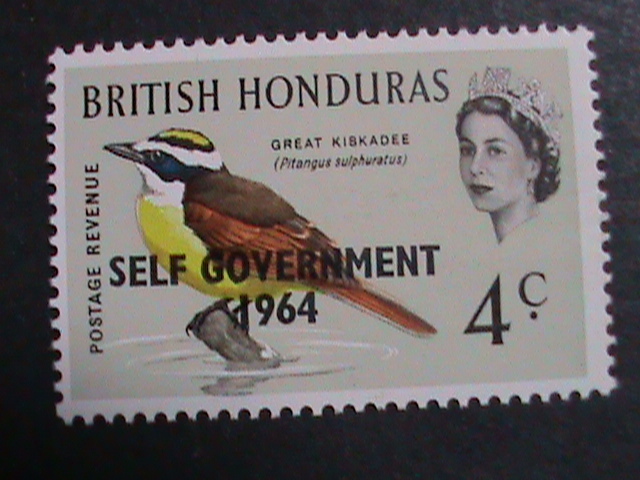 BRITISH HONDURAS
GREAT KISKADEE
(Pitangus sulphuratus)
POSTAGE REVENUE
SELF GOVERNMENT
1964
4c.